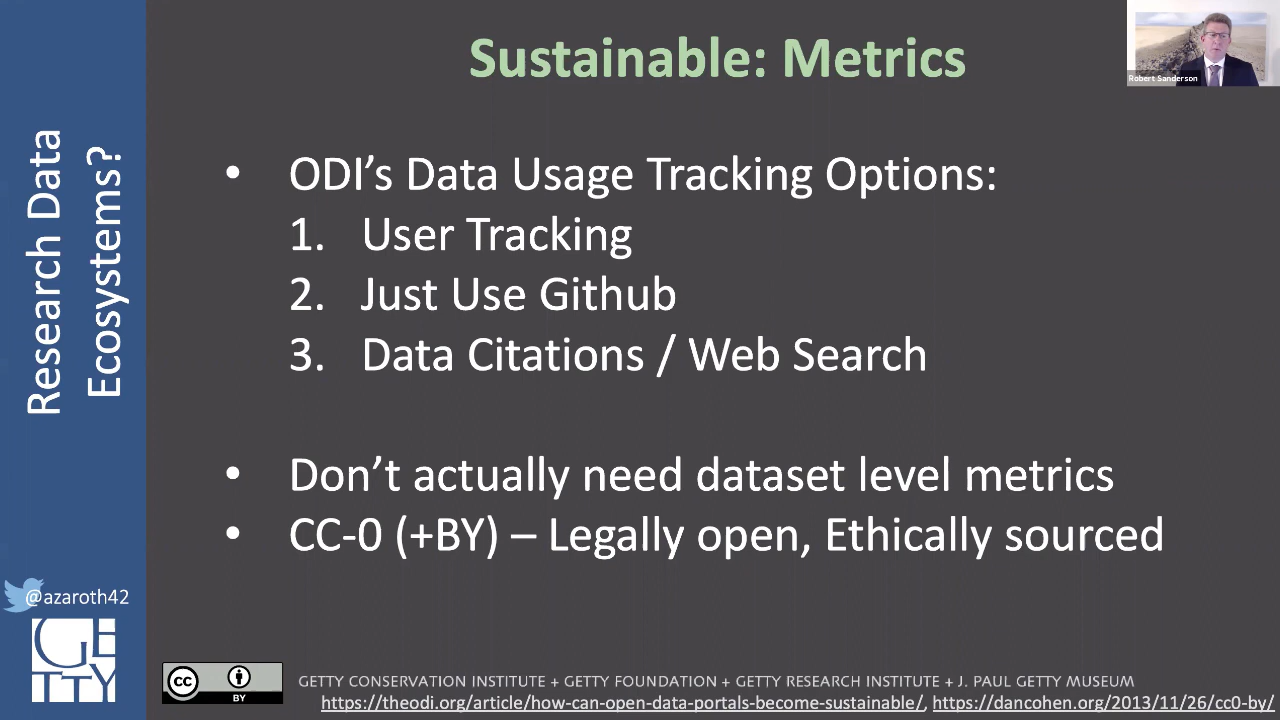 Sustainable: Metrics
Robert Sanderson
Research Data
Ecosystems?
• ODI's Data Usage Tracking Options:
1. User Tracking
2. Just Use Github
3. Data Citations / Web Search
• Don't actually need dataset level metrics
• CC-0 (+BY) – Legally open, Ethically sourced
@azaroth42
GETTY
cc BY
GETTY CONSERVATION INSTITUTE + GETTY FOUNDATION + GETTY RESEARCH INSTITUTE + J. PAUL GETTY MUSEUM
https://theodi.org/article/how-can-open-data-portals-become-sustainable/, https://dancohen.org/2013/11/26/cc0-by/